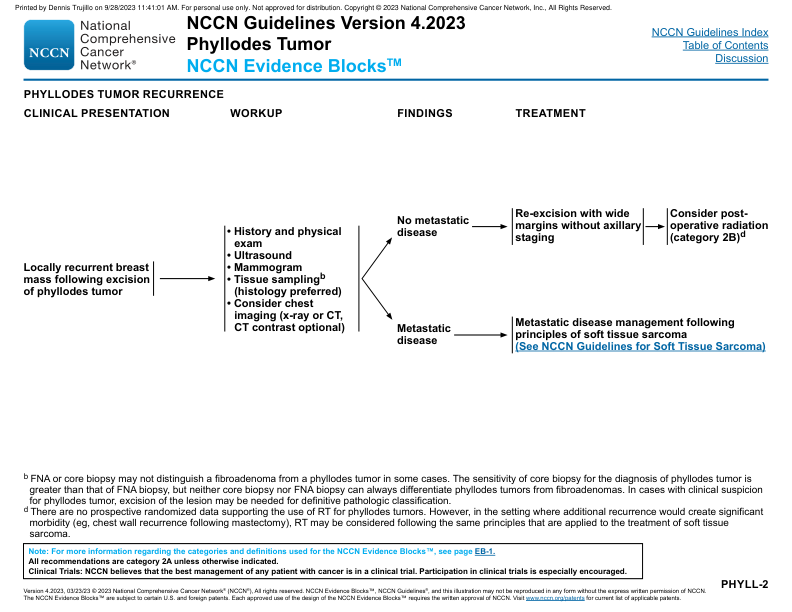 Printed by Dennis Trujillo on 9/28/2023 11:41:01 AM. For personal use only. Not approved for distribution. Copyright © 2023 National Comprehensive Cancer Network, Inc., All Rights Reserved.
NCCN
National
Comprehensive
Cancer
Network®
NCCN Guidelines Version 4.2023
Phyllodes Tumor
NCCN Evidence Blocks™
NCCN Guidelines Index
Table of Contents
Discussion
PHYLLODES TUMOR RECURRENCE
CLINICAL PRESENTATION
WORKUP
FINDINGS
TREATMENT
Locally recurrent breast
mass following excision
of phyllodes tumor
• History and physical
exam
• Ultrasound
• Mammogram
• Tissue samplingb
(histology preferred)
• Consider chest
imaging (x-ray or CT,
CT contrast optional)
No metastatic
disease
Re-excision with wide
margins without axillary
staging
Consider post-
operative radiation
(category 2B)d
Metastatic
disease
Metastatic disease management following
principles of soft tissue sarcoma
(See NCCN Guidelines for Soft Tissue Sarcoma)
b FNA or core biopsy may not distinguish a fibroadenoma from a phyllodes tumor in some cases. The sensitivity of core biopsy for the diagnosis of phyllodes tumor is
greater than that of FNA biopsy, but neither core biopsy nor FNA biopsy can always differentiate phyllodes tumors from fibroadenomas. In cases with clinical suspicion
for phyllodes tumor, excision of the lesion may be needed for definitive pathologic classification.
d There are no prospective randomized data supporting the use of RT for phyllodes tumors. However, in the setting where additional recurrence would create significant
morbidity (eg, chest wall recurrence following mastectomy), RT may be considered following the same principles that are applied to the treatment of soft tissue
sarcoma.
Note: For more information regarding the categories and definitions used for the NCCN Evidence Blocks™, see page EB-1.
All recommendations are category 2A unless otherwise indicated.
Clinical Trials: NCCN believes that the best management of any patient with cancer is in a clinical trial. Participation in clinical trials is especially encouraged.
PHYLL-2
Version 4.2023, 03/23/23 © 2023 National Comprehensive Cancer Network® (NCCN®), All rights reserved. NCCN Evidence Blocks™, NCCN Guidelines®, and this illustration may not be reproduced in any form without the express written permission of NCCN.
The NCCN Evidence Blocks™ are subject to certain U.S. and foreign patents. Each approved use of the design of the NCCN Evidence Blocks™ requires the written approval of NCCN. Visit www.nccn.org/patents for current list of applicable patents.